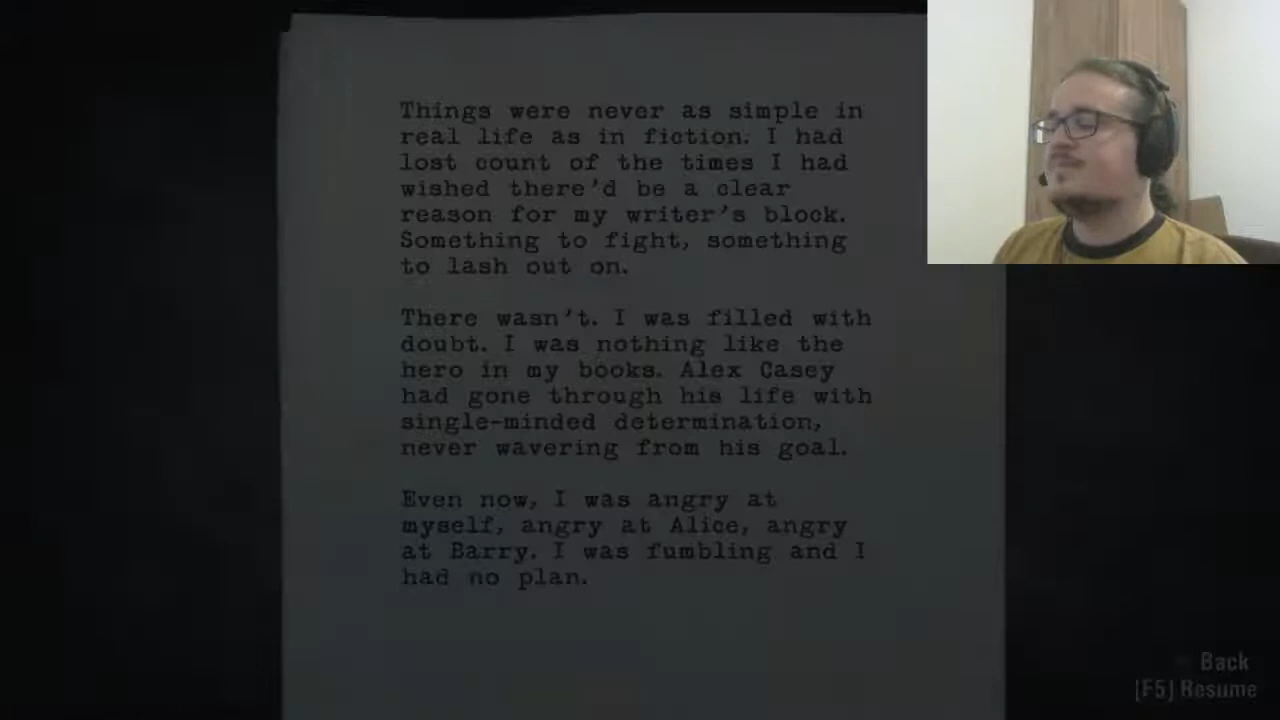 Things were never as simple in
real life as in fiction. I had
lost count of the times I had
wished there'd be a clear
reason for my writer's block.
Something to fight, something
to lash out on.
There wasn't. I was filled with
doubt. I was nothing like the
hero in my books. Alex Casey
had gone through his life with
single-minded determination,
never wavering from his goal.
Even now, I was angry at
myself, angry at Alice, angry
at Barry. I was fumbling and I
had no plan.
Back
[F5] Resume